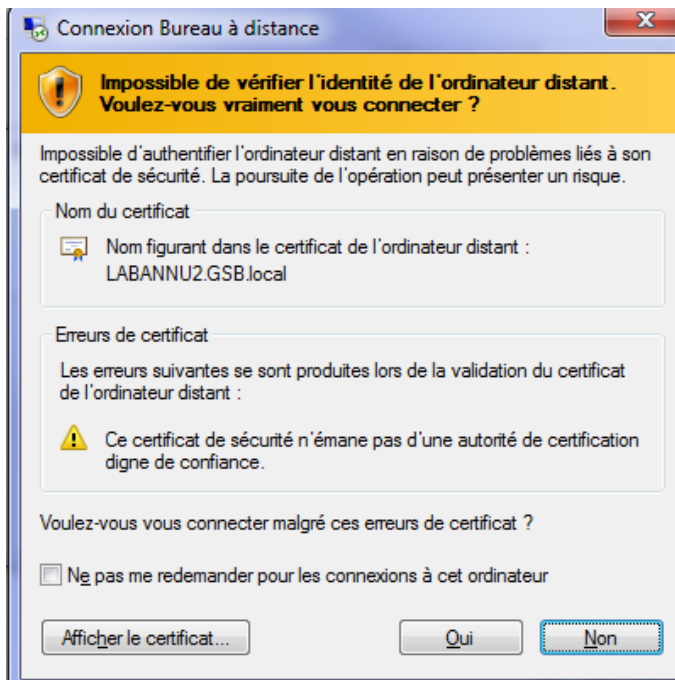 Connexion Bureau à distance
Impossible de vérifier l'identité de l'ordinateur distant.
Voulez-vous vraiment vous connecter ?
Impossible d'authentifier l'ordinateur distant en raison de problèmes liés à son
certificat de sécurité. La poursuite de l'opération peut présenter un risque.
Nom du certificat
Nom figurant dans le certificat de l'ordinateur distant :
LABANNU2.GSB.local
Erreurs de certificat
Les erreurs suivantes se sont produites lors de la validation du certificat
de l'ordinateur distant :
Ce certificat de sécurité n'émane pas d'une autorité de certification
digne de confiance.
Voulez-vous vous connecter malgré ces erreurs de certificat ?
Ne pas me redemander pour les connexions à cet ordinateur
Afficher le certificat...
Oui
Non